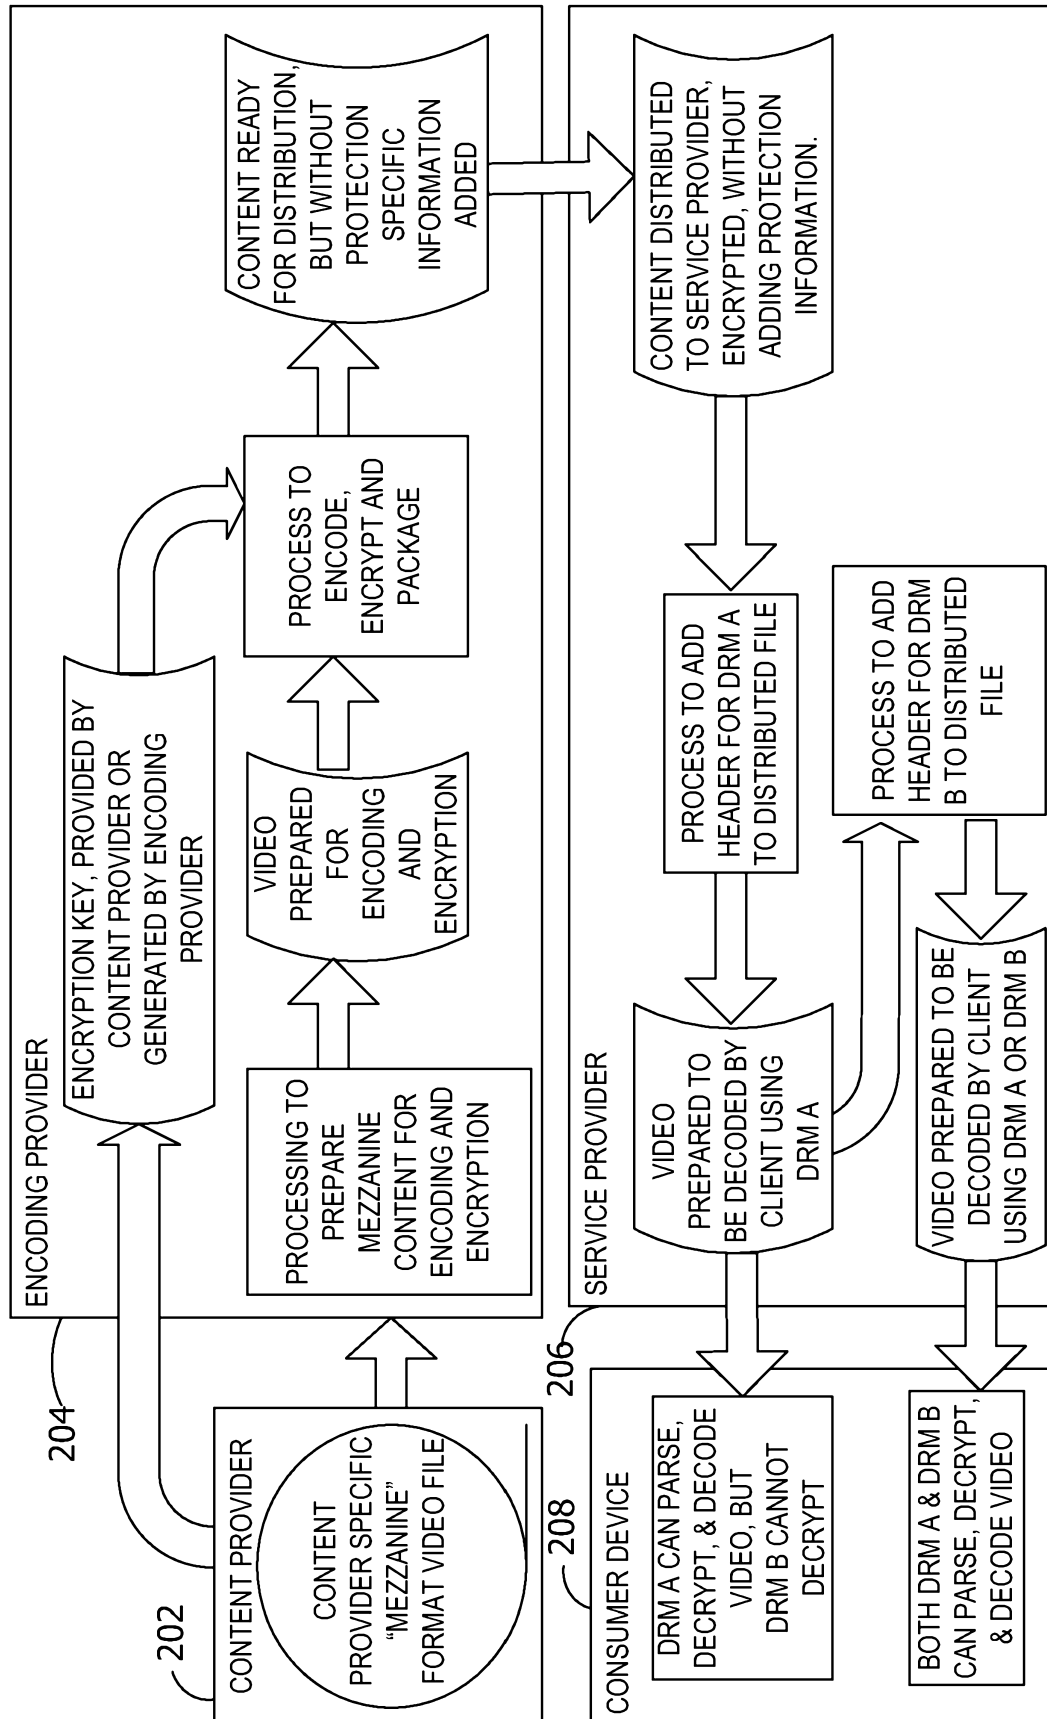 202
CONTENT PROVIDER
CONTENT
PROVIDER SPECIFIC
“MEZZANINE”
FORMAT VIDEO FILE
204
ENCODING PROVIDER
ENCRYPTION KEY, PROVIDED BY
CONTENT PROVIDER OR
GENERATED BY ENCODING
PROVIDER
PROCESSING TO
PREPARE
MEZZANINE
CONTENT FOR
ENCODING AND
ENCRYPTION
VIDEO
PREPARED
FOR
ENCODING
AND
ENCRYPTION
PROCESS TO
ENCODE,
ENCRYPT AND
PACKAGE
CONTENT READY
FOR DISTRIBUTION,
BUT WITHOUT
PROTECTION
SPECIFIC
INFORMATION
ADDED
206
SERVICE PROVIDER
CONTENT DISTRIBUTED
TO SERVICE PROVIDER,
ENCRYPTED, WITHOUT
ADDING PROTECTION
INFORMATION.
PROCESS TO ADD
HEADER FOR DRM A
TO DISTRIBUTED FILE
VIDEO
PREPARED TO
BE DECODED BY
CLIENT USING
DRM A
PROCESS TO ADD
HEADER FOR DRM
B TO DISTRIBUTED
FILE
VIDEO PREPARED TO BE
DECODED BY CLIENT
USING DRM A OR DRM B
208
CONSUMER DEVICE
DRM A CAN PARSE,
DECRYPT, & DECODE
VIDEO, BUT
DRM B CANNOT
DECRYPT
BOTH DRM A & DRM B
CAN PARSE, DECRYPT,
& DECODE VIDEO